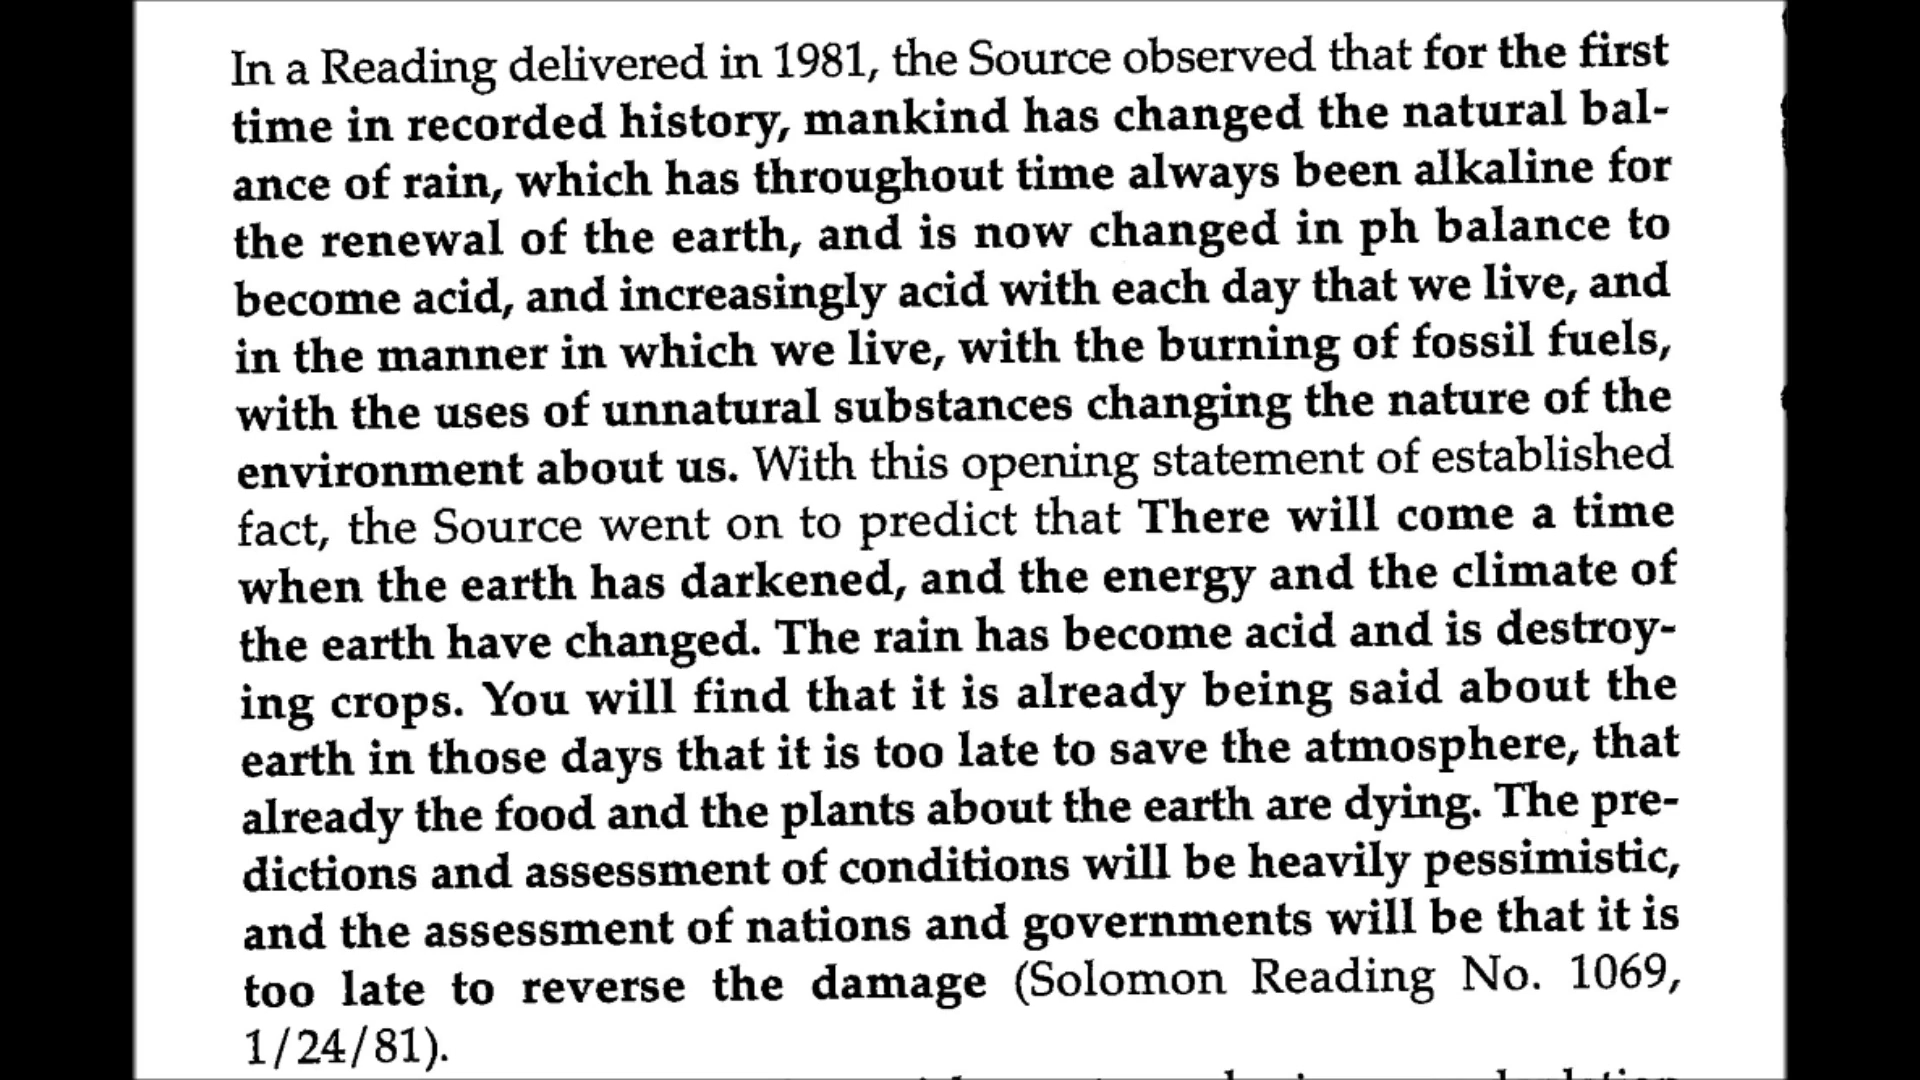 In a Reading delivered in 1981, the Source observed that for the first
time in recorded history, mankind has changed the natural bal-
ance of rain, which has throughout time always been alkaline for
the renewal of the earth, and is now changed in ph balance to
become acid, and increasingly acid with each day that we live, and
in the manner in which we live, with the burning of fossil fuels,
with the uses of unnatural substances changing the nature of the
environment about us. With this opening statement of established
fact, the Source went on to predict that There will come a time
when the earth has darkened, and the energy and the climate of
the earth have changed. The rain has become acid and is destroy-
ing crops. You will find that it is already being said about the
earth in those days that it is too late to save the atmosphere, that
already the food and the plants about the earth are dying. The pre-
dictions and assessment of conditions will be heavily pessimistic,
and the assessment of nations and governments will be that it is
too late to reverse the damage (Solomon Reading No. 1069,
1/24/81).